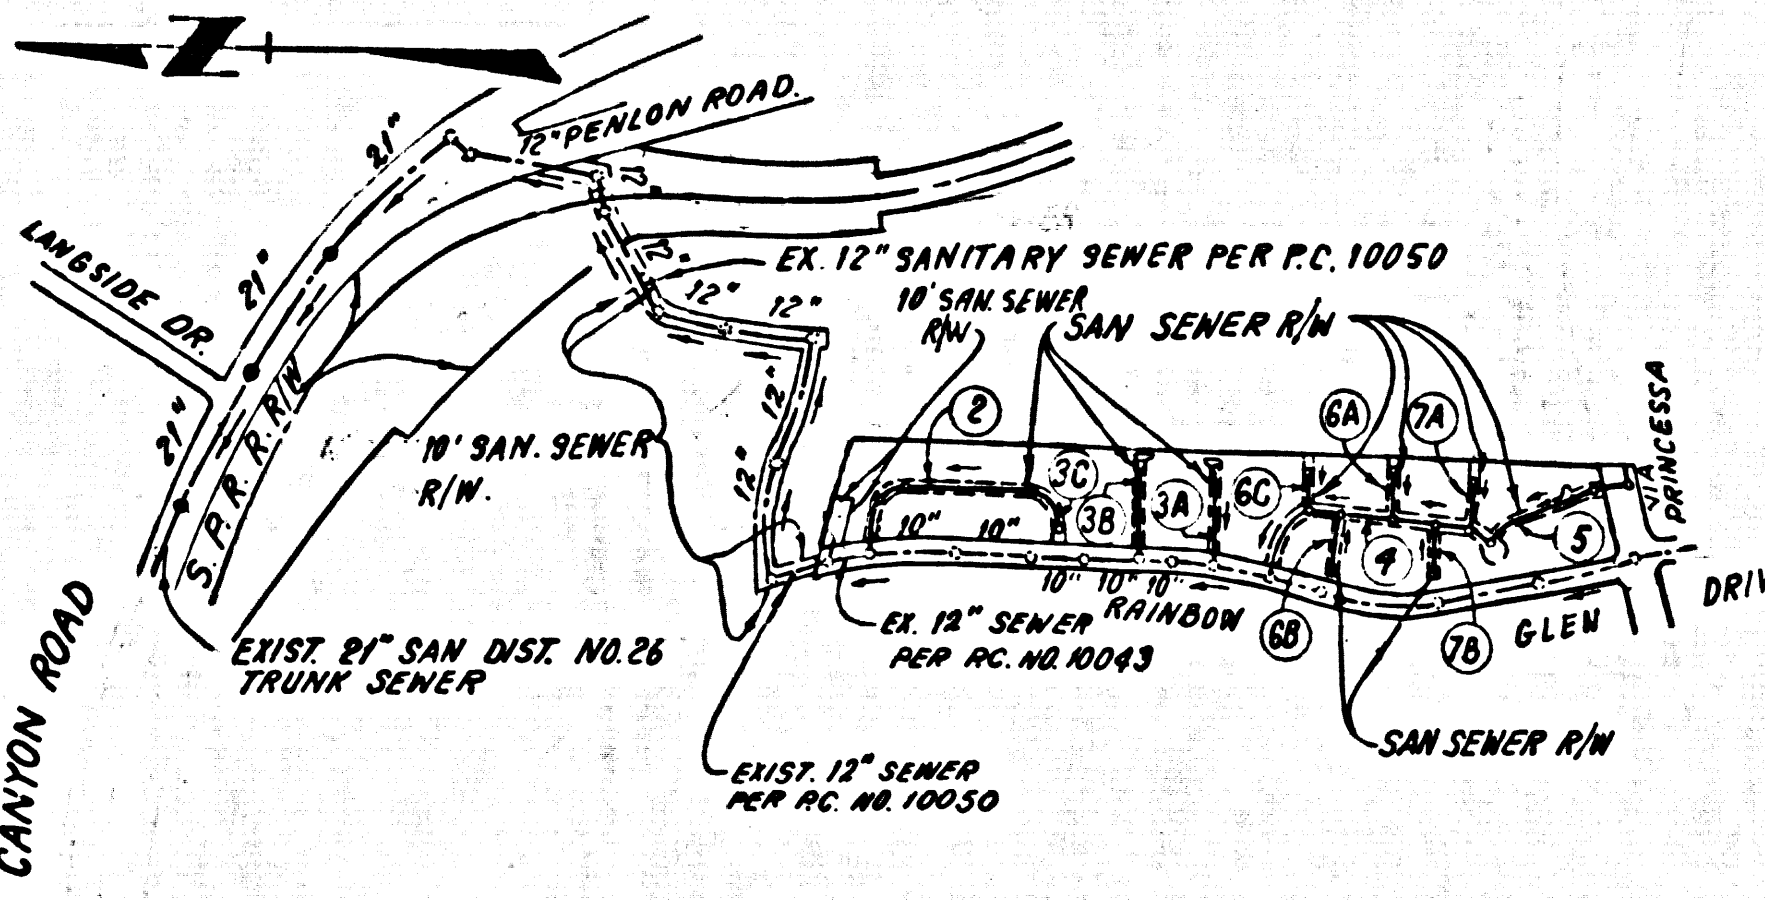 Z
21"
12" PENLON ROAD.
12"
LANGSIDE DR.
21"
12"
EX. 12" SANITARY SEWER PER P.C. 10050
12"
12"
10' SAN. SEWER
R/W
SAN SEWER R/W
21"
S. P. R. R. R/W
12"
12"
10' SAN. SEWER
R/W.
2
3C
3B
3A
6C
6A
7A
VIA
PRINCESSA
10"
10"
4
5
10"
10"
10"
RAINBOW
GLEN
DRIV
6B
7B
EX. 12" SEWER
PER P.C. NO. 10043
EXIST. 21" SAN DIST. NO. 26
TRUNK SEWER
SAN SEWER R/W
EXIST. 12" SEWER
PER P.C. NO. 10050
CANYON ROAD